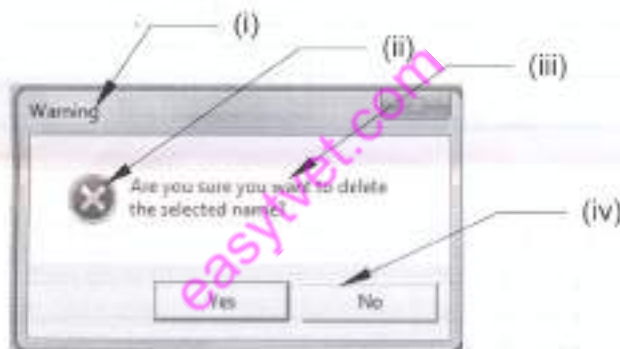 (i)
(ii)
(iii)
Warning
Are you sure you want to delete
the selected name?
(iv)
Yes
No
easytvet.com